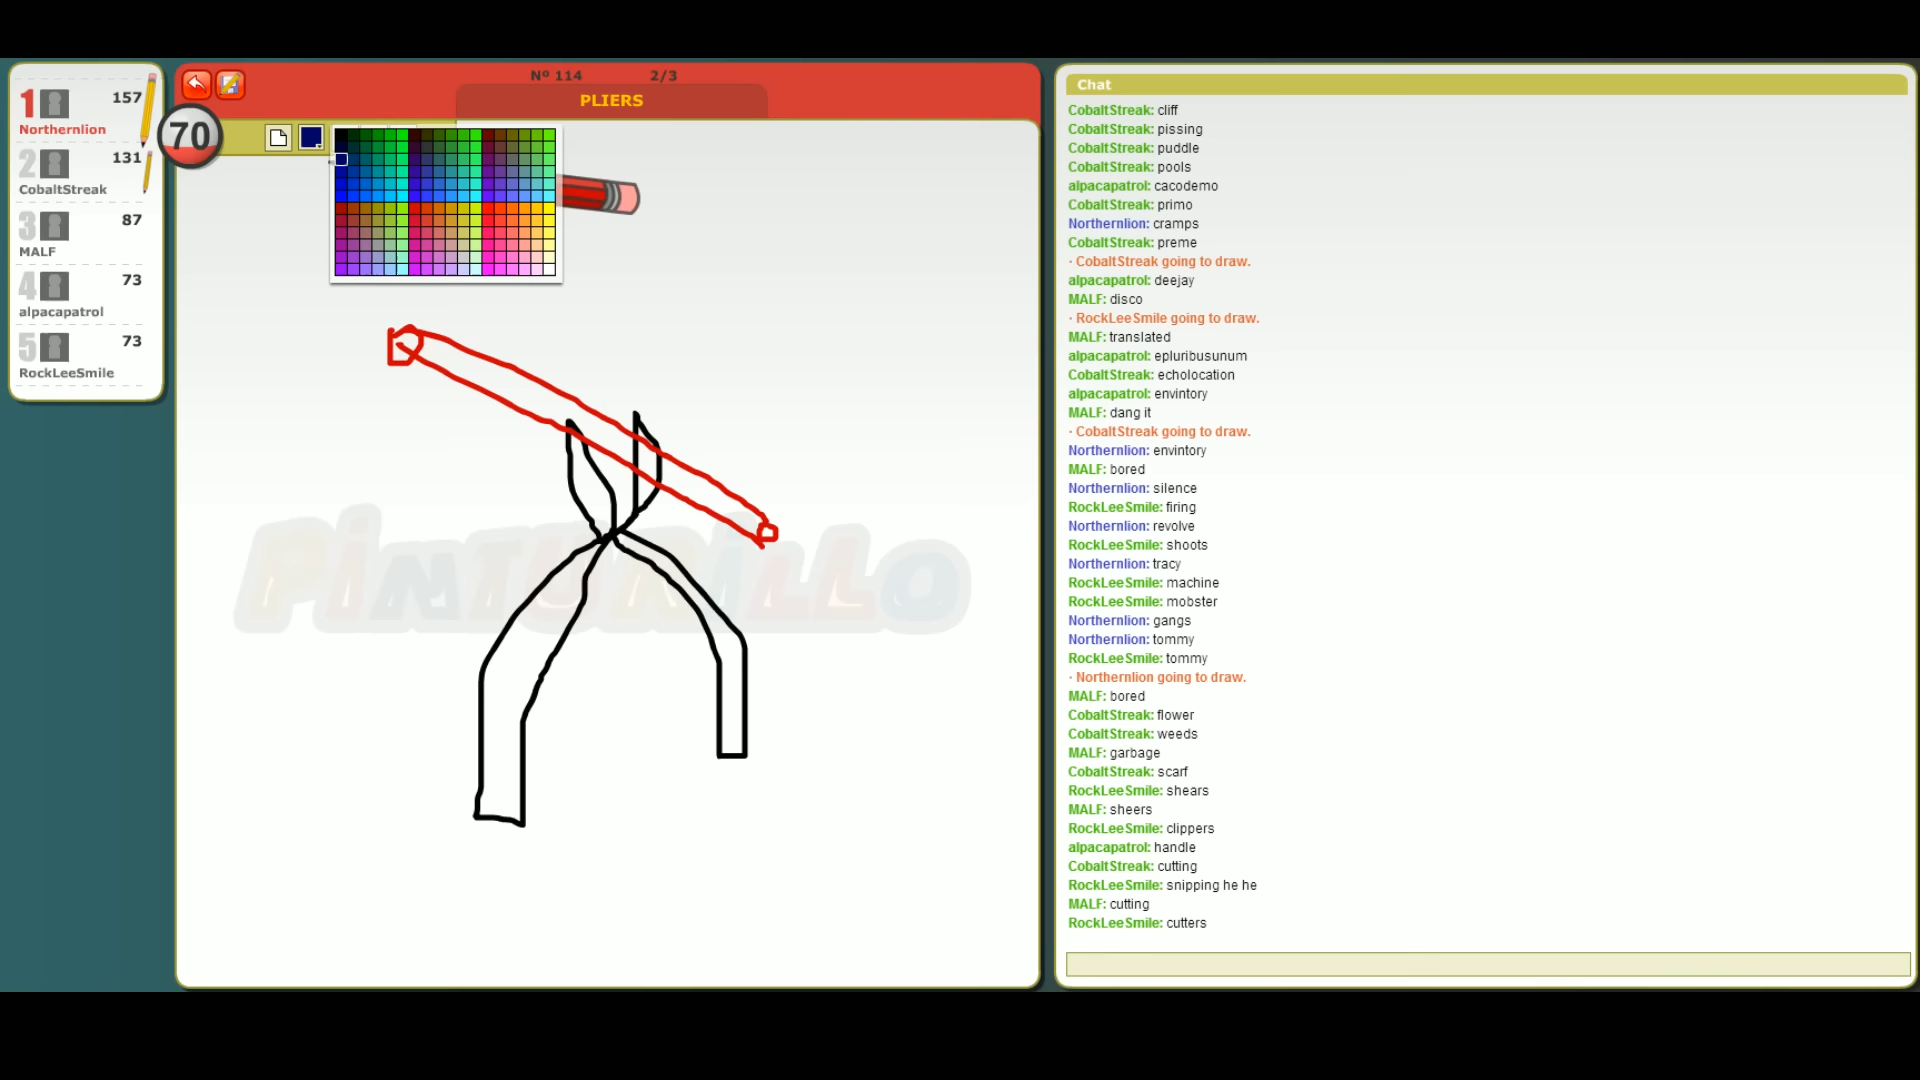 Nº 114 2/3
PLIERS
70
1 157
Northernlion
2 131
CobaltStreak
3 87
MALF
4 73
alpacapatrol
5 73
RockLeeSmile
PINTURILLO
Chat
CobaltStreak: cliff
CobaltStreak: pissing
CobaltStreak: puddle
CobaltStreak: pools
alpacapatrol: cacodemo
CobaltStreak: primo
Northernlion: cramps
CobaltStreak: preme
· CobaltStreak going to draw.
alpacapatrol: deejay
MALF: disco
· RockLeeSmile going to draw.
MALF: translated
alpacapatrol: epluribusunum
CobaltStreak: echolocation
alpacapatrol: envintory
MALF: dang it
· CobaltStreak going to draw.
Northernlion: envintory
MALF: bored
Northernlion: silence
RockLeeSmile: firing
Northernlion: revolve
RockLeeSmile: shoots
Northernlion: tracy
RockLeeSmile: machine
RockLeeSmile: mobster
Northernlion: gangs
Northernlion: tommy
RockLeeSmile: tommy
· Northernlion going to draw.
MALF: bored
CobaltStreak: flower
CobaltStreak: weeds
MALF: garbage
CobaltStreak: scarf
RockLeeSmile: shears
MALF: sheers
RockLeeSmile: clippers
alpacapatrol: handle
CobaltStreak: cutting
RockLeeSmile: snipping he he
MALF: cutting
RockLeeSmile: cutters